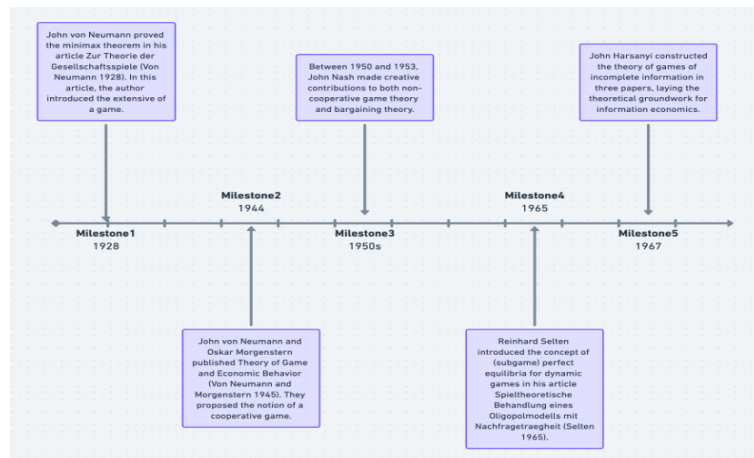 John von Neumann proved
the minimax theorem in his
article Zur Theorie der
Gesellschaftsspiele (Von
Neumann 1928). In this
article, the author
introduced the extensive of
a game.
Between 1950 and 1953,
John Nash made creative
contributions to both non-
cooperative game theory
and bargaining theory.
John Harsanyi constructed
the theory of games of
incomplete information in
three papers, laying the
theoretical groundwork for
information economics.
Milestone2
1944
Milestone4
1965
Milestone1
1928
Milestone3
1950s
Milestone5
1967
John von Neumann and
Oskar Morgenstern
published Theory of Game
and Economic Behavior
(Von Neumann and
Morgenstern 1945). They
proposed the notion of a
cooperative game.
Reinhard Selten
introduced the concept of
(subgame) perfect
equilibria for dynamic
games in his article
Spieltheoretische
Behandlung eines
Oligopolmodells mit
Nachfragetraegheit (Selten
1965).